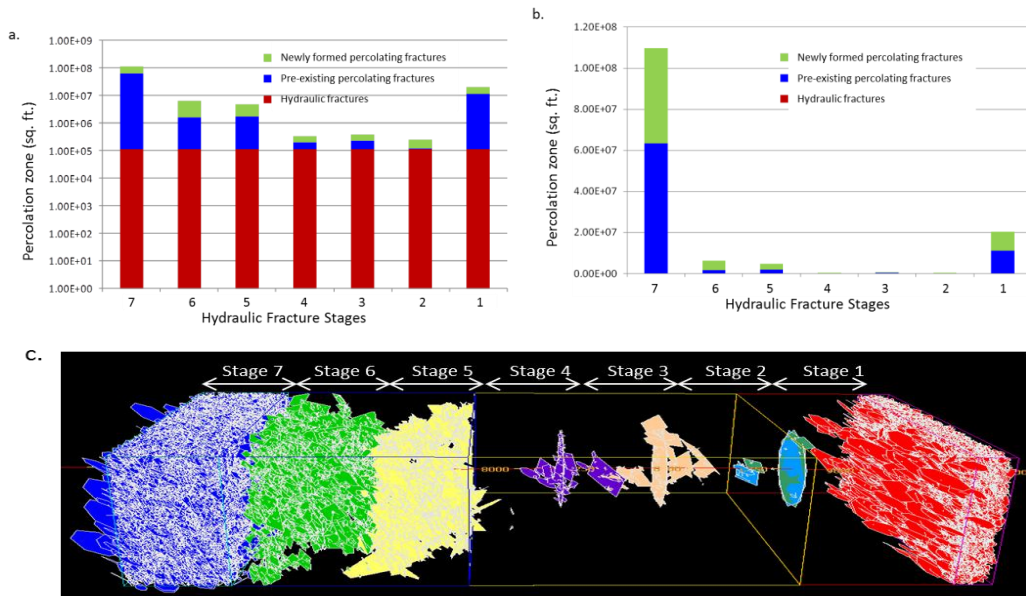 a.
1.00E+09
1.00E+08
1.00E+07
1.00E+06
1.00E+05
1.00E+04
1.00E+03
1.00E+02
1.00E+01
1.00E+00
Percolation zone (sq. ft.)
Newly formed percolating fractures
Pre-existing percolating fractures
Hydraulic fractures
7 6 5 4 3 2 1
Hydraulic Fracture Stages
b.
1.20E+08
1.00E+08
8.00E+07
6.00E+07
4.00E+07
2.00E+07
0.00E+00
Percolation zone (sq. ft.)
Newly formed percolating fractures
Pre-existing percolating fractures
Hydraulic fractures
7 6 5 4 3 2 1
Hydraulic Fracture Stages
c.
Stage 7 Stage 6 Stage 5 Stage 4 Stage 3 Stage 2 Stage 1
8000